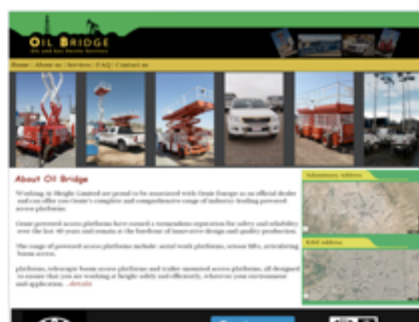 OIL BRIDGE
Oil and Gas Fields Services
Home | About us | Services | FAQ | Contact us
About Oil Bridge
Working At Height Limited are proud to be associated with Genie Europe as an official dealer
and can offer you Genie's complete and comprehensive range of industry-leading powered
access platforms.
Genie powered access platforms have earned a tremendous reputation for safety and reliability
over the last 40 years and remain at the forefront of innovative design and quality production.
The range of powered access platforms include: aerial work platforms, scissor lifts, articulating
boom access.
platforms, telescopic boom access platforms and trailer-mounted access platforms, all designed
to ensure that you are working at height safely and efficiently, whatever your environment
and application. ..details
Address
Address